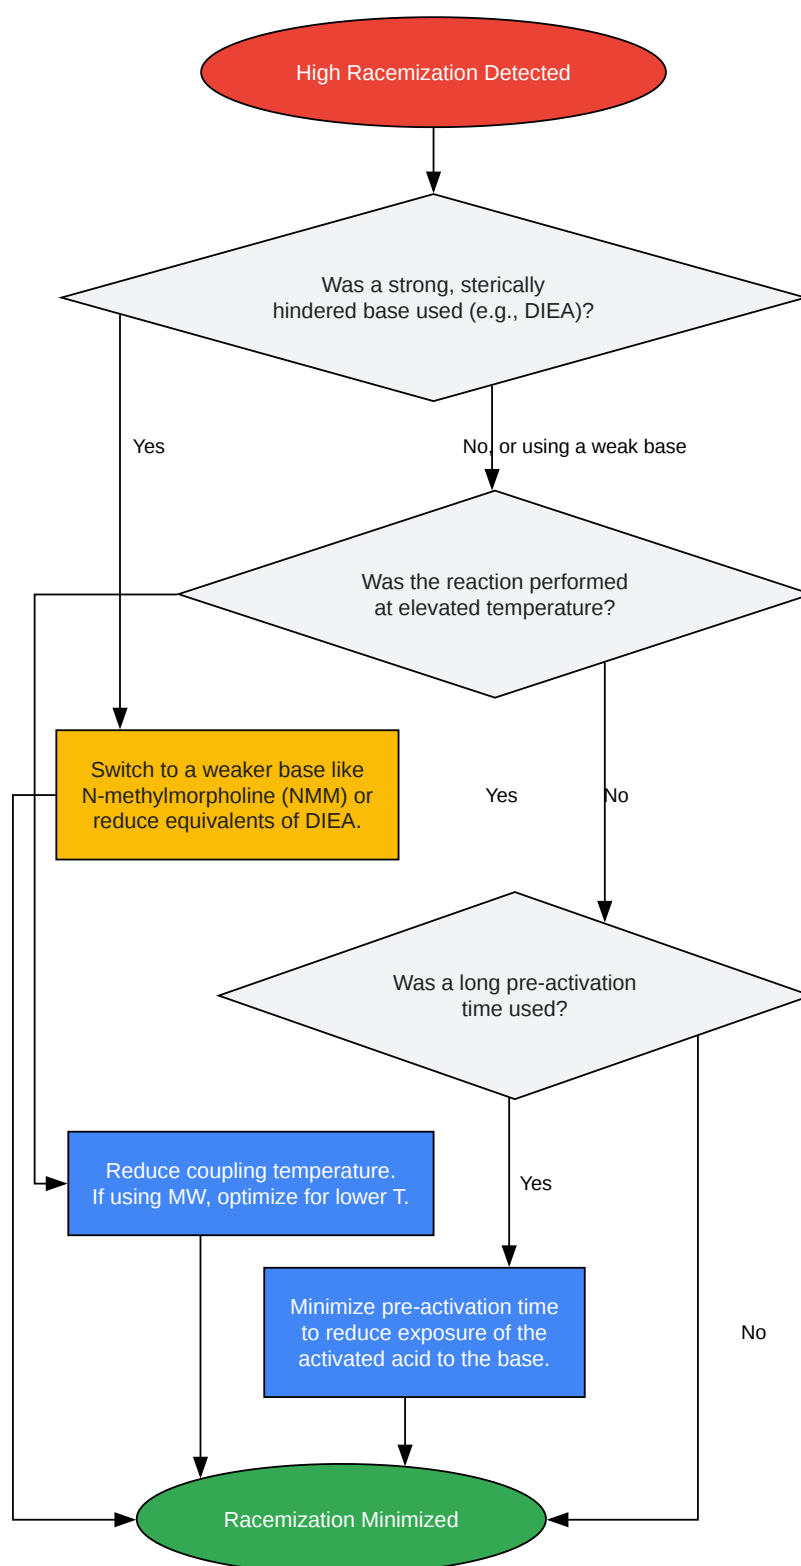 High Racemization Detected
Was a strong, sterically
hindered base used (e.g., DIEA)?
Yes
No, or using a weak base
Was the reaction performed
at elevated temperature?
Switch to a weaker base like
N-methylmorpholine (NMM) or
reduce equivalents of DIEA.
Yes
No
Was a long pre-activation
time used?
Reduce coupling temperature.
If using MW, optimize for lower T.
Yes
Minimize pre-activation time
to reduce exposure of the
activated acid to the base.
No
Racemization Minimized